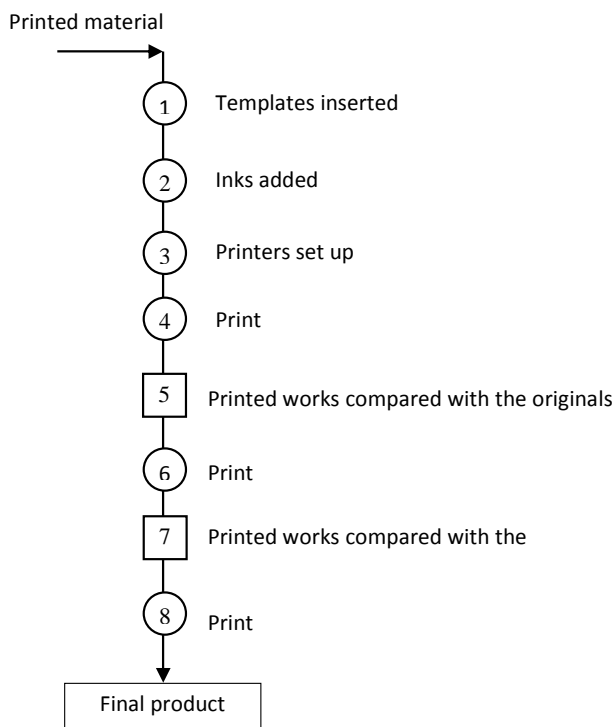 Printed material
1 Templates inserted
2 Inks added
3 Printers set up
4 Print
5 Printed works compared with the originals
6 Print
7 Printed works compared with the
8 Print
Final product